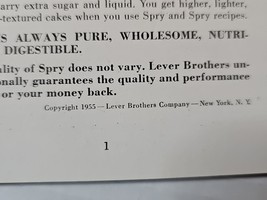 arry extra sugar and liquid. You get higher, lighter,
-textured cakes when you use Spry and Spry recipes.
S ALWAYS PURE, WHOLESOME, NUTRI-
DIGESTIBLE.
ality of Spry does not vary. Lever Brothers un-
onally guarantees the quality and performance
or your money back.
Copyright 1955—Lever Brothers Company—New York, N. Y.
1